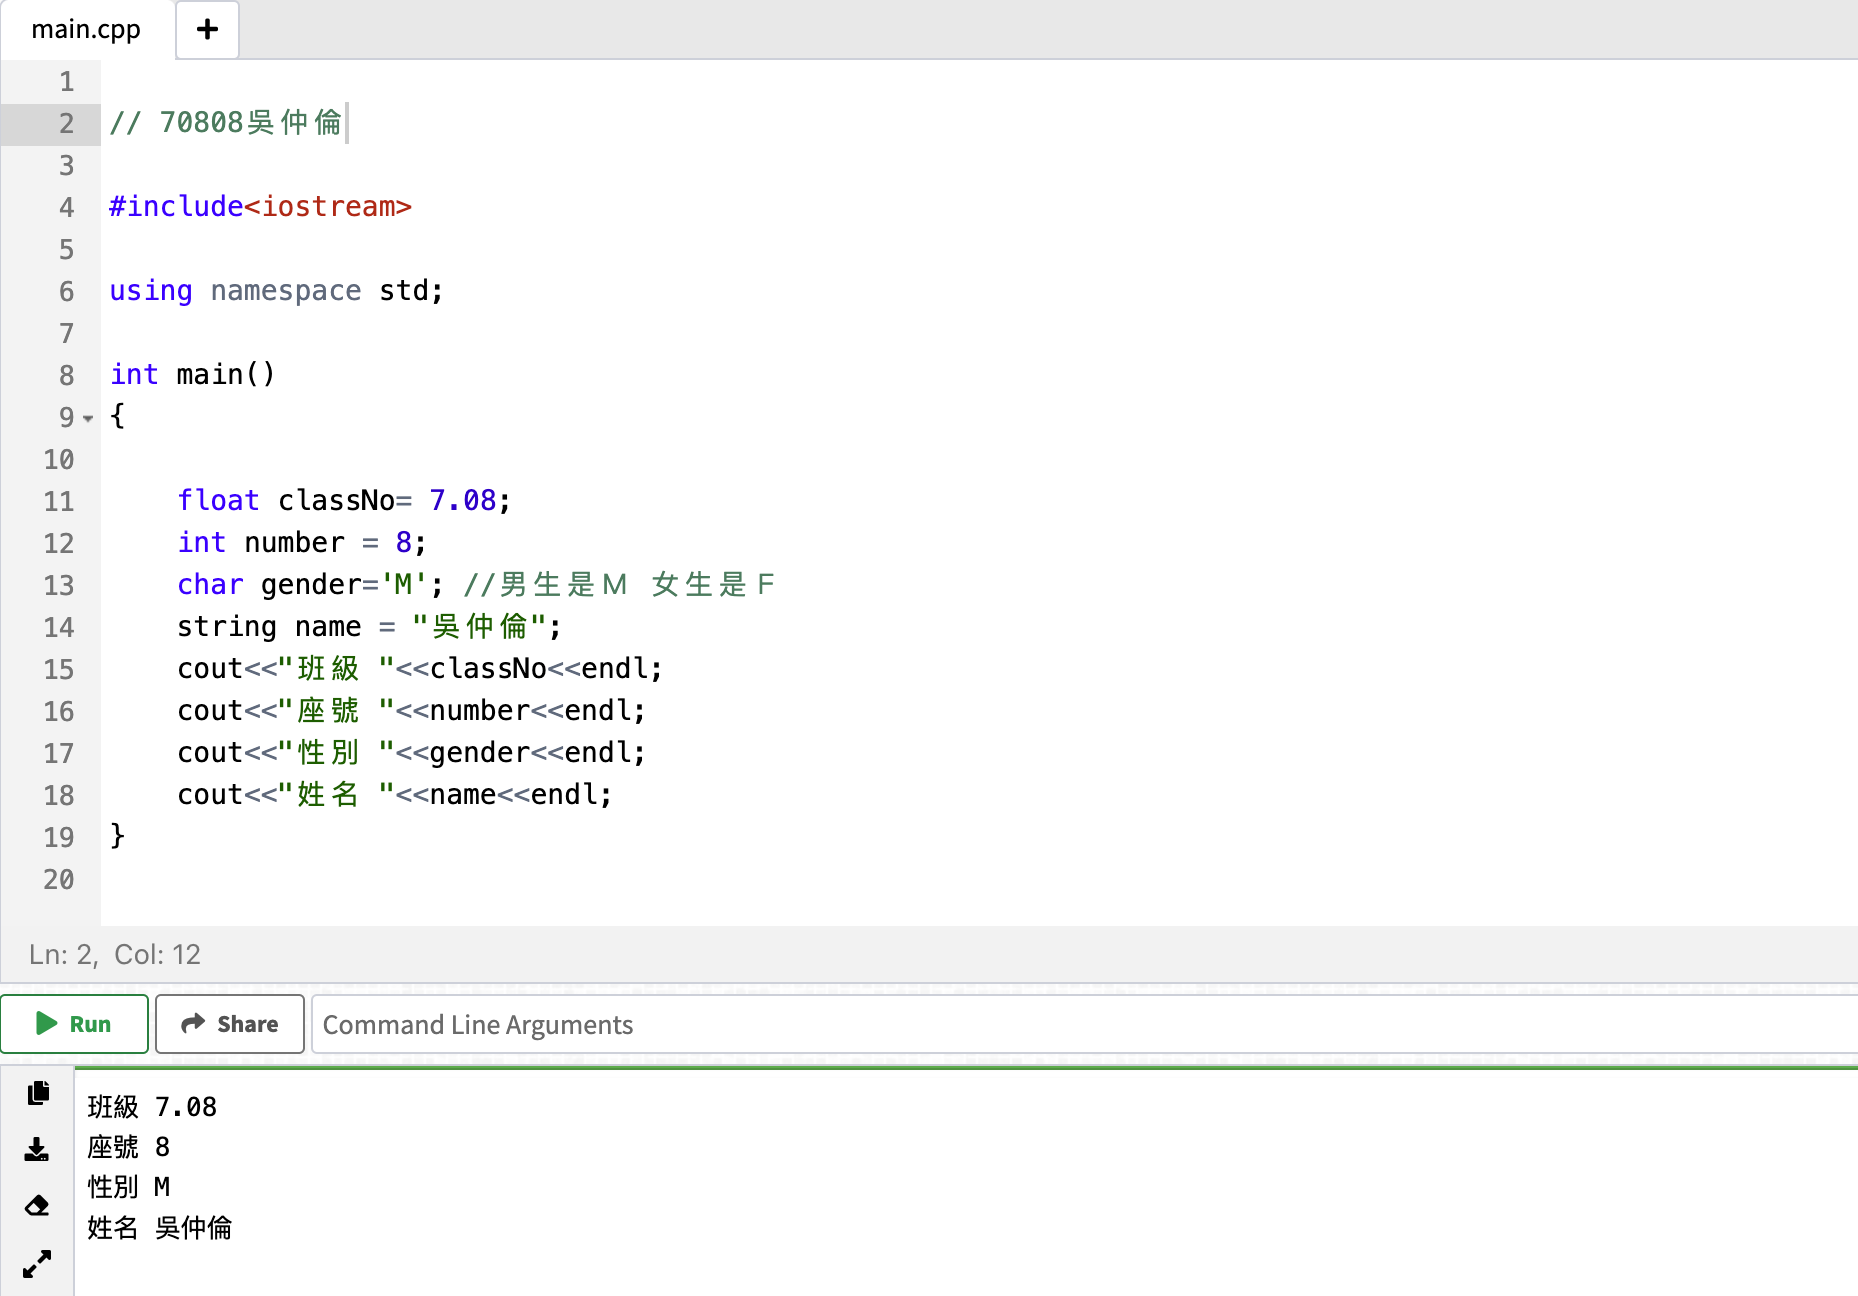 main.cpp +
1
2 // 70808吳仲倫
3
4 #include<iostream>
5
6 using namespace std;
7
8 int main()
9 {
10
11 float classNo= 7.08;
12 int number = 8;
13 char gender='M'; //男生是M 女生是F
14 string name = "吳仲倫";
15 cout<<"班級 "<<classNo<<endl;
16 cout<<"座號 "<<number<<endl;
17 cout<<"性別 "<<gender<<endl;
18 cout<<"姓名 "<<name<<endl;
19 }
20
Ln: 2, Col: 12
Run Share Command Line Arguments
班級 7.08
座號 8
性別 M
姓名 吳仲倫